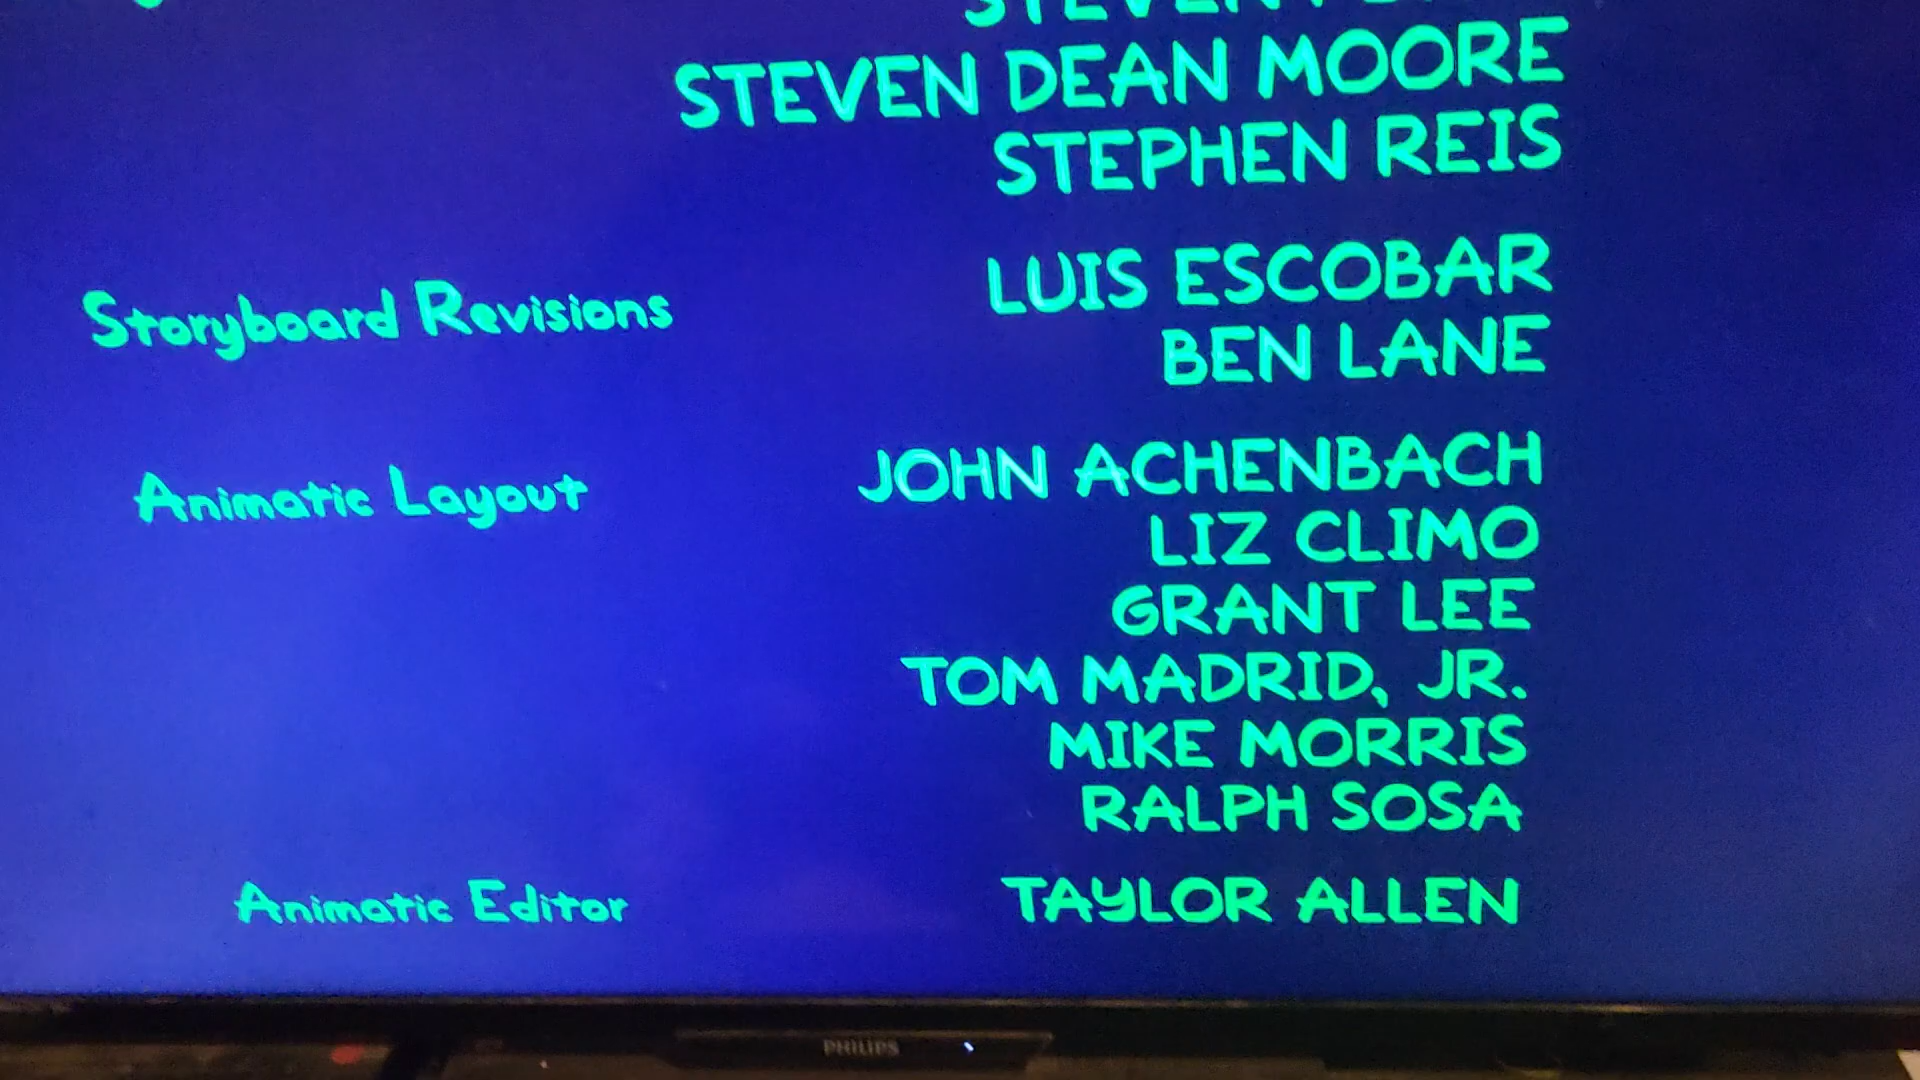 STEVEN
STEVEN DEAN MOORE
STEPHEN REIS
Storyboard Revisions LUIS ESCOBAR
BEN LANE
Animatic Layout JOHN ACHENBACH
LIZ CLIMO
GRANT LEE
TOM MADRID, JR.
MIKE MORRIS
RALPH SOSA
Animatic Editor TAYLOR ALLEN
PHILIPS